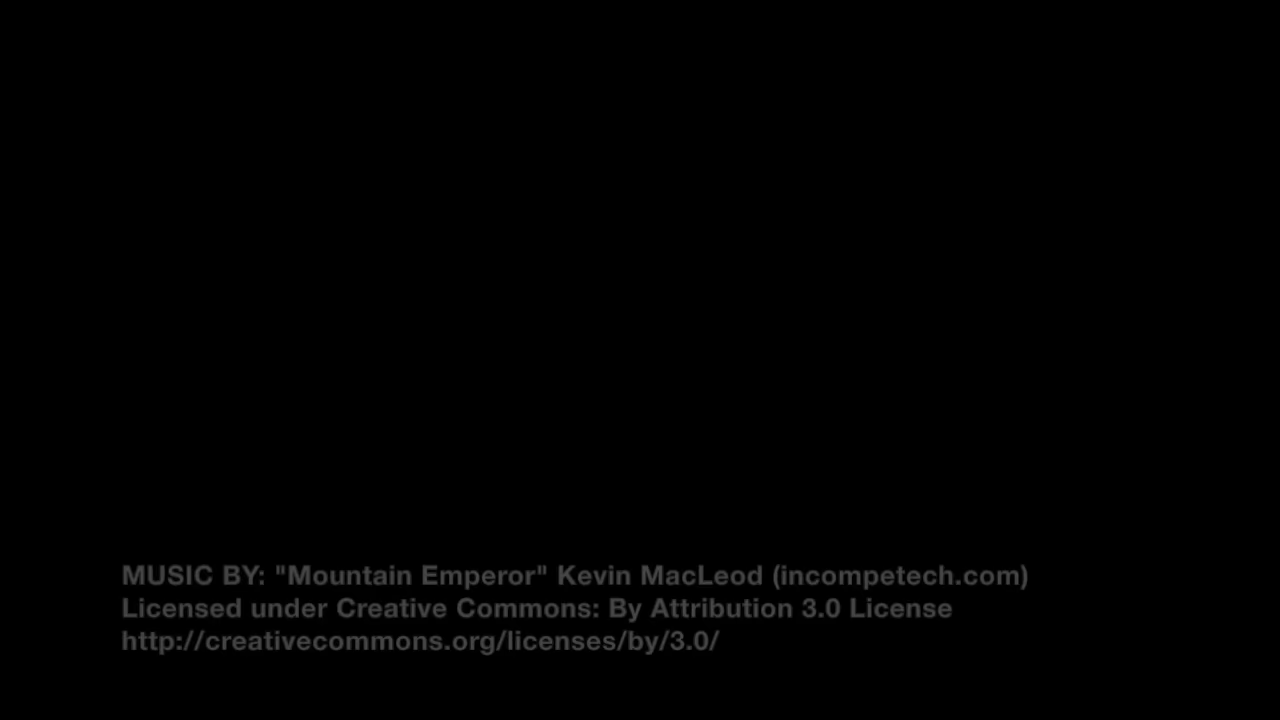 MUSIC BY: "Mountain Emperor" Kevin MacLeod (incompetech.com)
Licensed under Creative Commons: By Attribution 3.0 License
http://creativecommons.org/licenses/by/3.0/